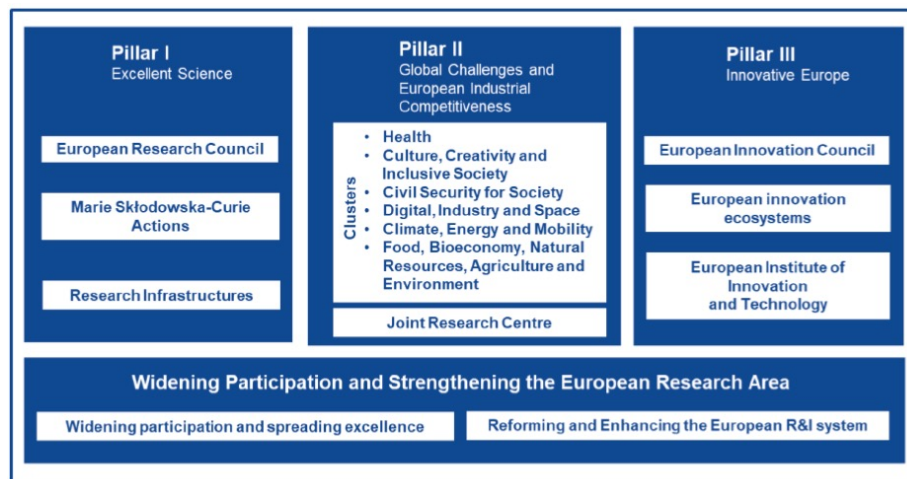 Pillar I
Excellent Science
European Research Council
Marie Skłodowska-Curie
Actions
Research Infrastructures
Pillar II
Global Challenges and
European Industrial
Competitiveness
Clusters
• Health
• Culture, Creativity and
Inclusive Society
• Civil Security for Society
• Digital, Industry and Space
• Climate, Energy and Mobility
• Food, Bioeconomy, Natural
Resources, Agriculture and
Environment
Joint Research Centre
Pillar III
Innovative Europe
European Innovation Council
European innovation
ecosystems
European Institute of
Innovation
and Technology
Widening Participation and Strengthening the European Research Area
Widening participation and spreading excellence
Reforming and Enhancing the European R&I system